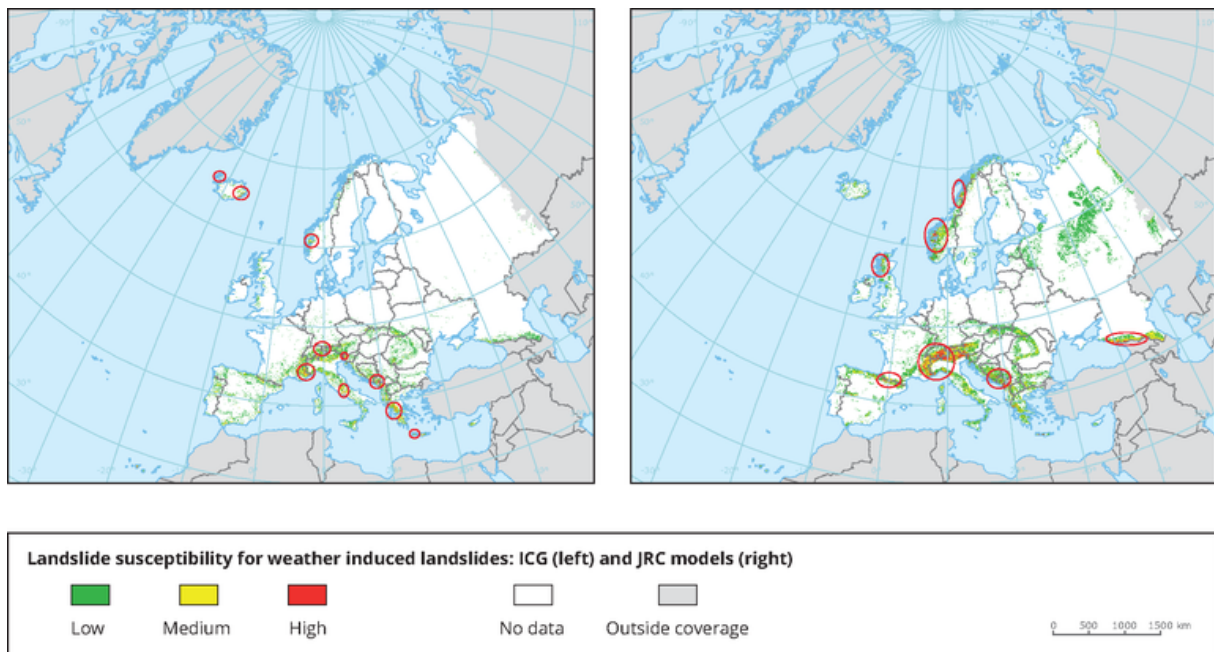 Landslide susceptibility for weather induced landslides: ICG (left) and JRC models (right)
Low Medium High No data Outside coverage
0 500 1000 1500 km